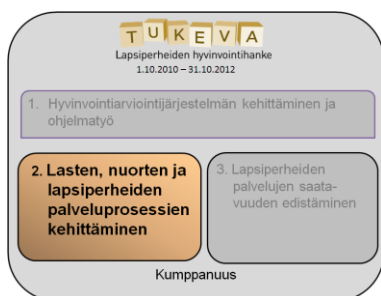 TUKEVA
Lapsiperheiden hyvinvointihanke
1.10.2010 – 31.10.2012
1. Hyvinvointiarviointijärjestelmän kehittäminen ja
ohjelmatyö
2. Lasten, nuorten ja
lapsiperheiden
palveluprosessien
kehittäminen
3. Lapsiperheiden
palvelujen saata-
vuuden edistäminen
Kumppanuus